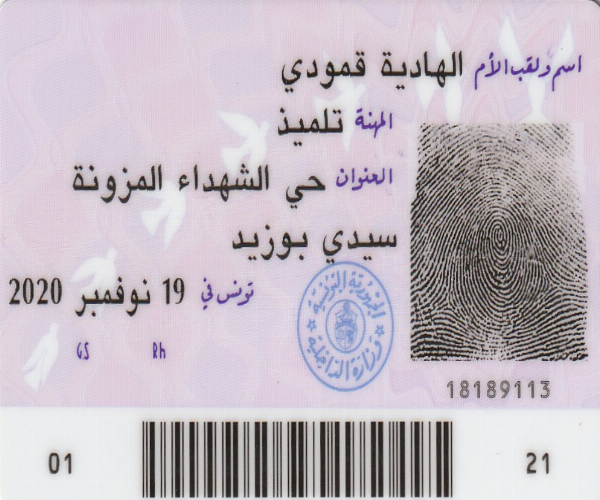 اسم ولقب الأم الهادية قمودي
المهنة تلميذ
العنوان حي الشهداء المزونة
سيدي بوزيد
تونس في 19 نوفمبر 2020
GS Rh
الجمهورية التونسية
وزارة الداخلية
18189113
01 21